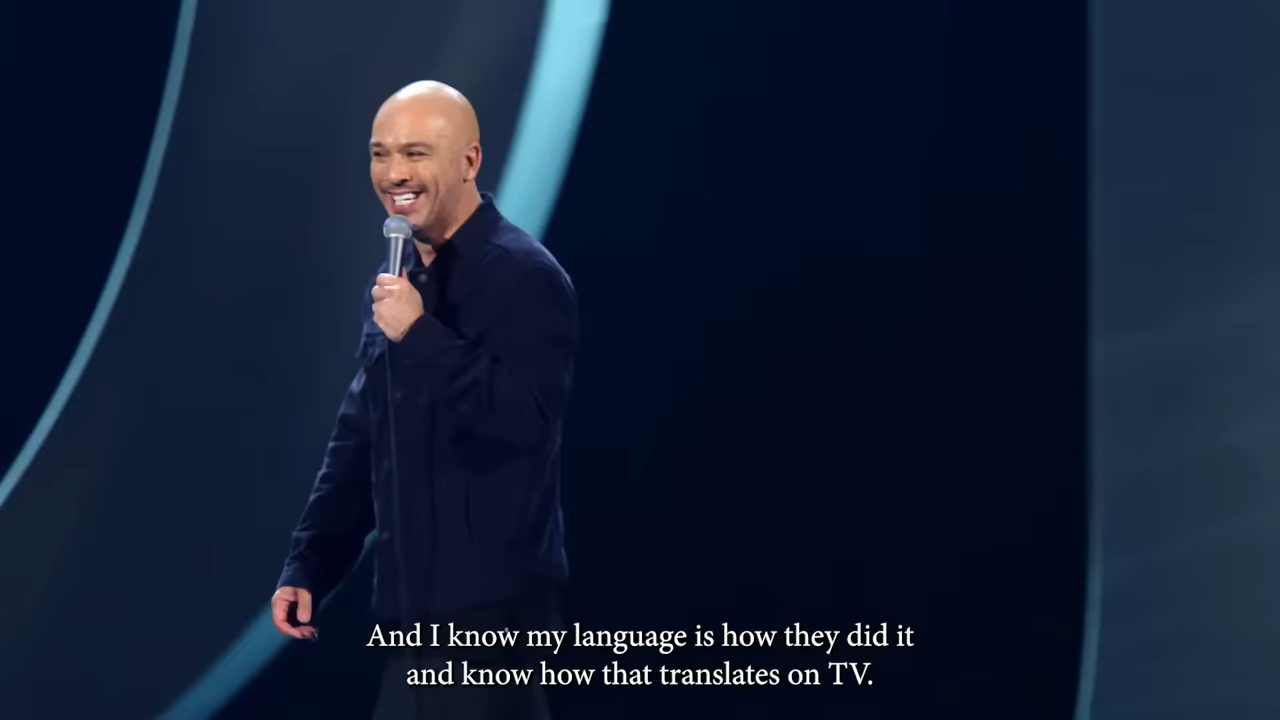 And I know my language is how they did it
and know how that translates on TV.